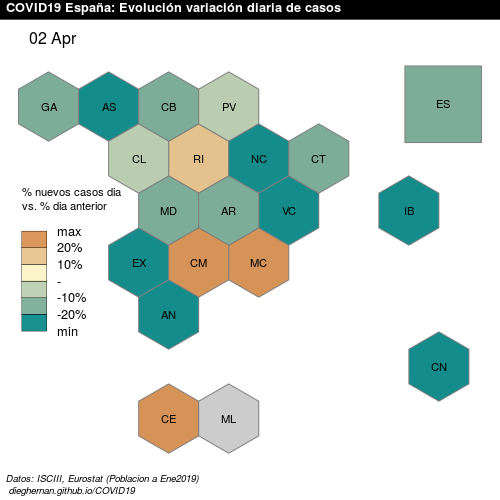 COVID19 España: Evolución variación diaria de casos
02 Apr
GA AS CB PV ES
CL RI NC CT
% nuevos casos dia
vs. % dia anterior
MD AR VC IB
max
20%
10%
-
-10%
-20%
min
EX CM MC
AN
CN
CE ML
Datos: ISCIII, Eurostat (Poblacion a Ene2019)
dieghernan.github.io/COVID19